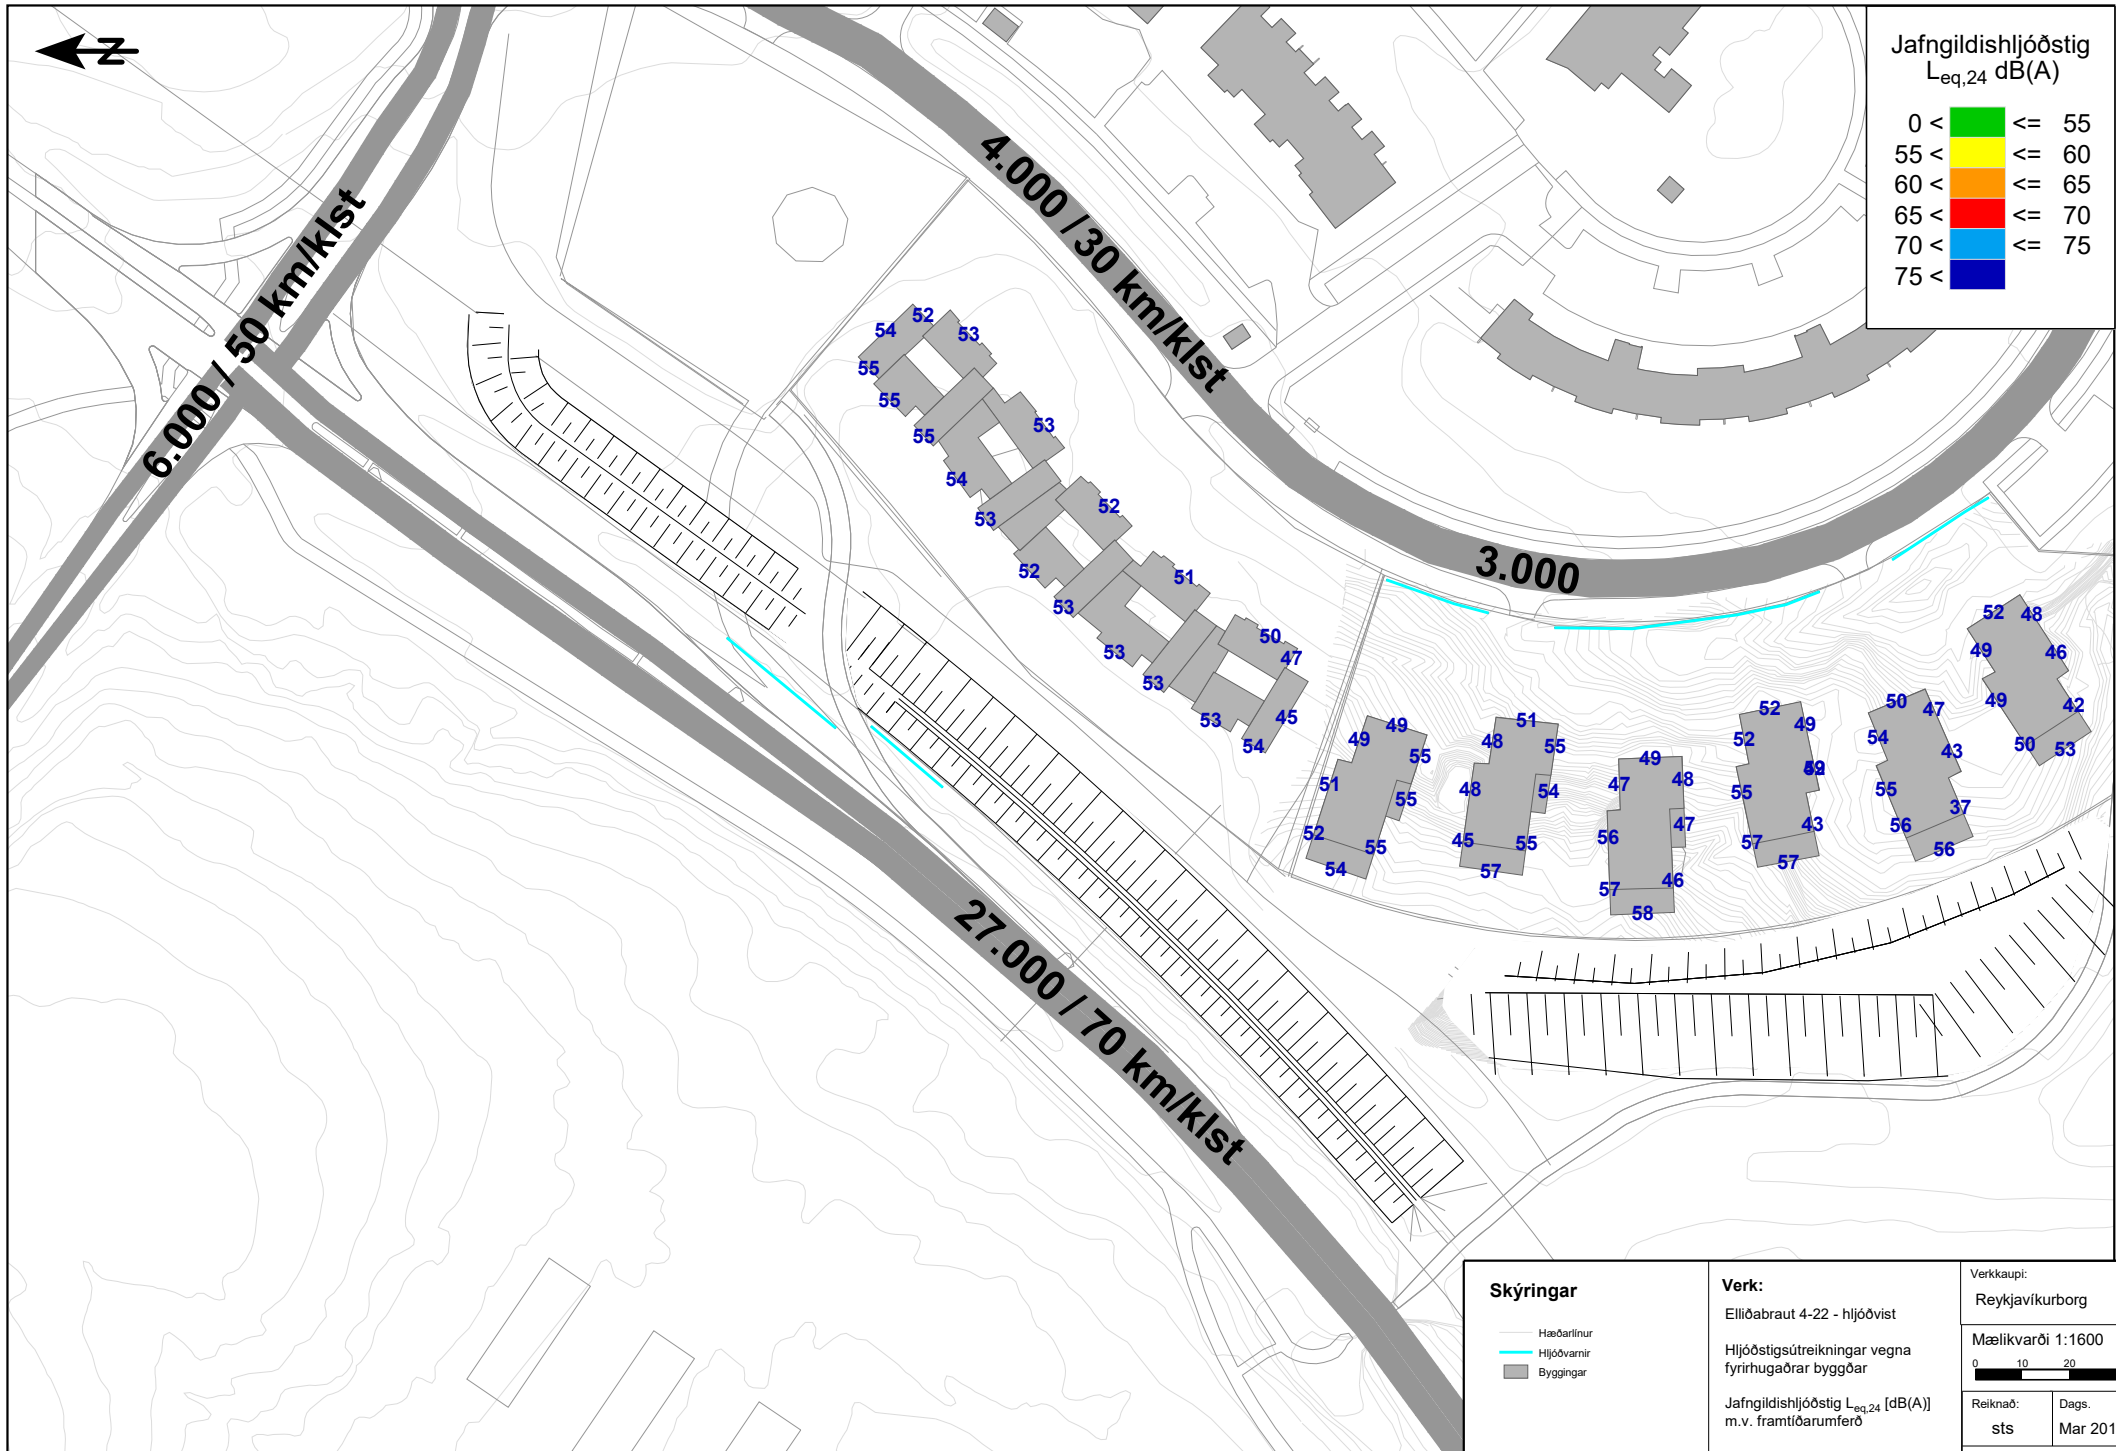 N
Jafngildishljóðstig
Leq,24 dB(A)
0 < <= 55
55 < <= 60
60 < <= 65
65 < <= 70
70 < <= 75
75 <
6.000 / 50 km/klst
4.000 / 30 km/klst
3.000
27.000 / 70 km/klst
52
54
53
55
55
55
53
54
53
52
52
53
51
53
53
50
47
53
45
54
49
49
55
51
55
52
55
54
51
48
55
48
54
45
55
57
49
47
48
56
47
57
46
58
52
49
52
55
57
43
57
50
47
54
43
55
37
56
56
52
48
49
46
49
42
50
53
Skýringar
Hæðarlínur
Hljóðvarnir
Byggingar
Verk:
Elliðabraut 4-22 - hljóðvist
Hljóðstigsútreikningar vegna
fyrirhugaðrar byggðar
Jafngildishljóðstig Leq,24 [dB(A)]
m.v. framtíðarumferð
Verkkaupi:
Reykjavíkurborg
Mælikvarði 1:1600
0 10 20
Reiknað:
sts
Dags.
Mar 201